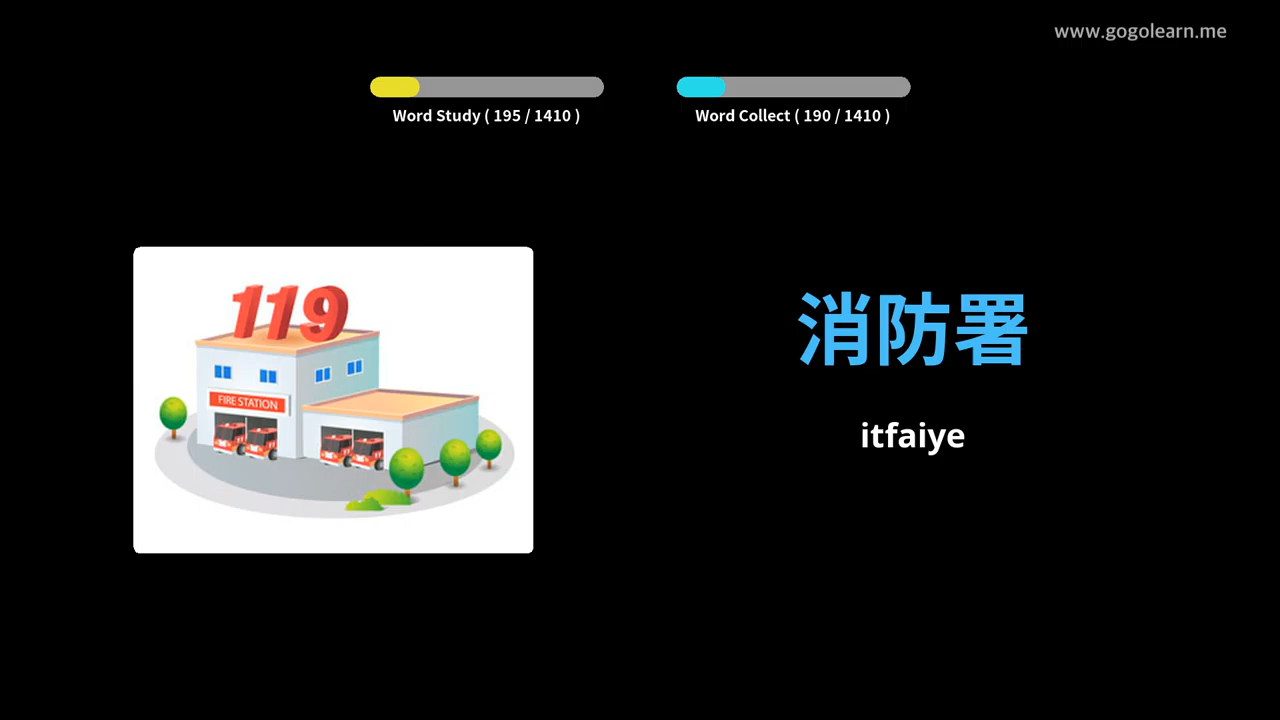 www.gogolearn.me
Word Study ( 195 / 1410 )
Word Collect ( 190 / 1410 )
119
FIRE STATION
消防署
itfaiye